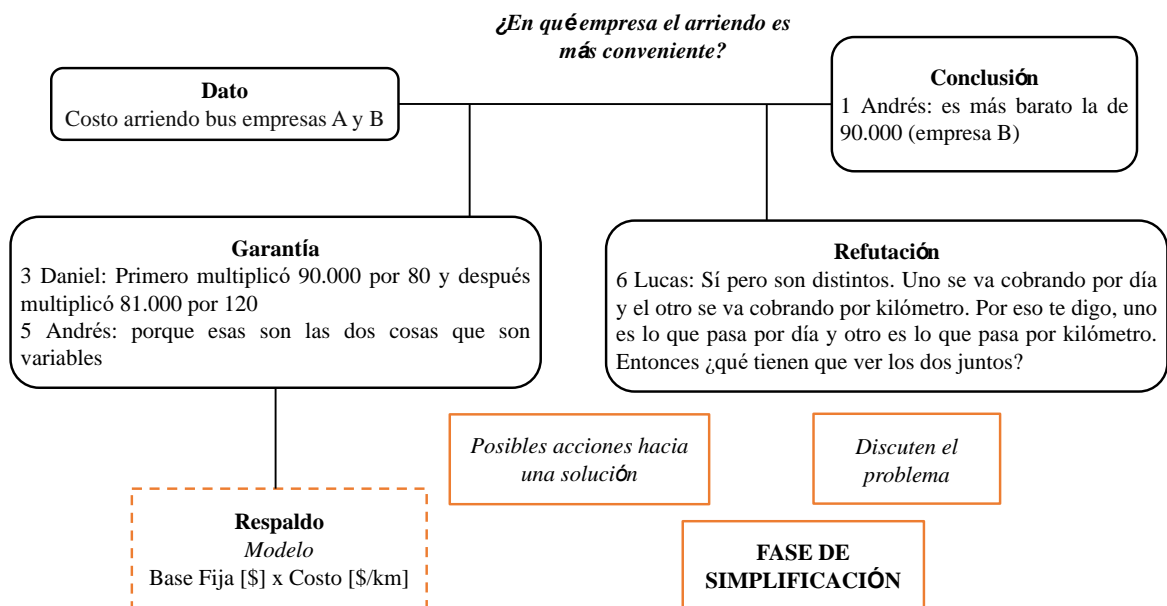 ¿En qué empresa el arriendo es
más conveniente?
Dato
Costo arriendo bus empresas A y B
Conclusión
1 Andrés: es más barato la de
90.000 (empresa B)
Garantía
3 Daniel: Primero multiplicó 90.000 por 80 y después
multiplicó 81.000 por 120
5 Andrés: porque esas son las dos cosas que son
variables
Refutación
6 Lucas: Sí pero son distintos. Uno se va cobrando por día
y el otro se va cobrando por kilómetro. Por eso te digo, uno
es lo que pasa por día y otro es lo que pasa por kilómetro.
Entonces ¿qué tienen que ver los dos juntos?
Posibles acciones hacia
una solución
Discuten el
problema
Respaldo
Modelo
Base Fija [$] x Costo [$/km]
FASE DE
SIMPLIFICACIÓN